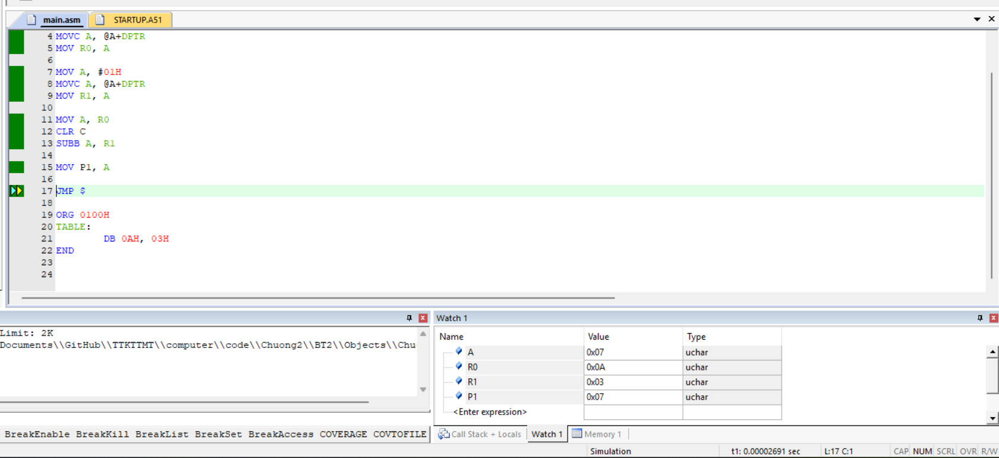 main.asm STARTUP.A51
4 MOVC A, @A+DPTR
5 MOV R0, A
6
7 MOV A, #01H
8 MOVC A, @A+DPTR
9 MOV R1, A
10
11 MOV A, R0
12 CLR C
13 SUBB A, R1
14
15 MOV P1, A
16
17 JMP $
18
19 ORG 0100H
20 TABLE:
21 DB 0AH, 03H
22 END
23
24
Limit: 2K
Documents\\GitHub\\TTKTTMT\\computer\\code\\Chuong2\\BT2\\Objects\\Chu
BreakEnable BreakKill BreakList BreakSet BreakAccess COVERAGE COVTOFILE
Watch 1
Name Value Type
A 0x07 uchar
R0 0x0A uchar
R1 0x03 uchar
P1 0x07 uchar
<Enter expression>
Call Stack + Locals Watch 1 Memory 1
Simulation t1: 0.00002691 sec L:17 C:1 CAP NUM SCRL OVR R/W